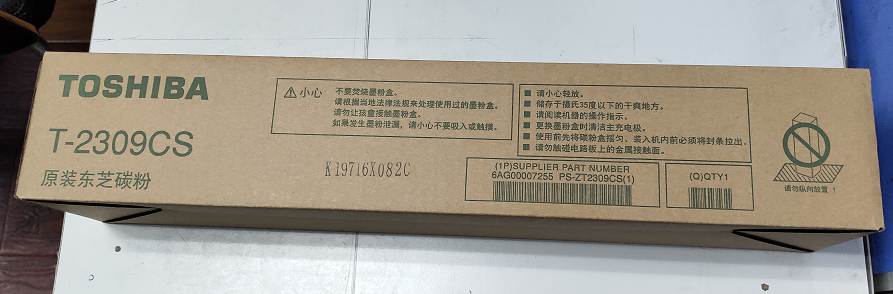 TOSHIBA
T-2309CS
原装东芝碳粉
⚠小心 不要焚烧墨粉盒。
请根据当地法律法规来处理使用过的墨粉盒。
请勿让孩童接触墨粉盒。
如果发生墨粉泄漏,请小心不要吸入或触摸。
■ 请小心轻放。
■ 储存于摄氏35度以下的干爽地方。
■ 请阅读机器的操作指示。
■ 更换墨粉盒时清洁主充电极。
■ 使用前先将碳粉盒摇匀、装入机内前必须将封条拉出。
■ 请勿触碰电路板上的金属接触面。
K19716X082C
(1P)SUPPLIER PART NUMBER
6AG00007255 PS-ZT2309CS(1)
(Q)QTY1
请勿纵向放置!